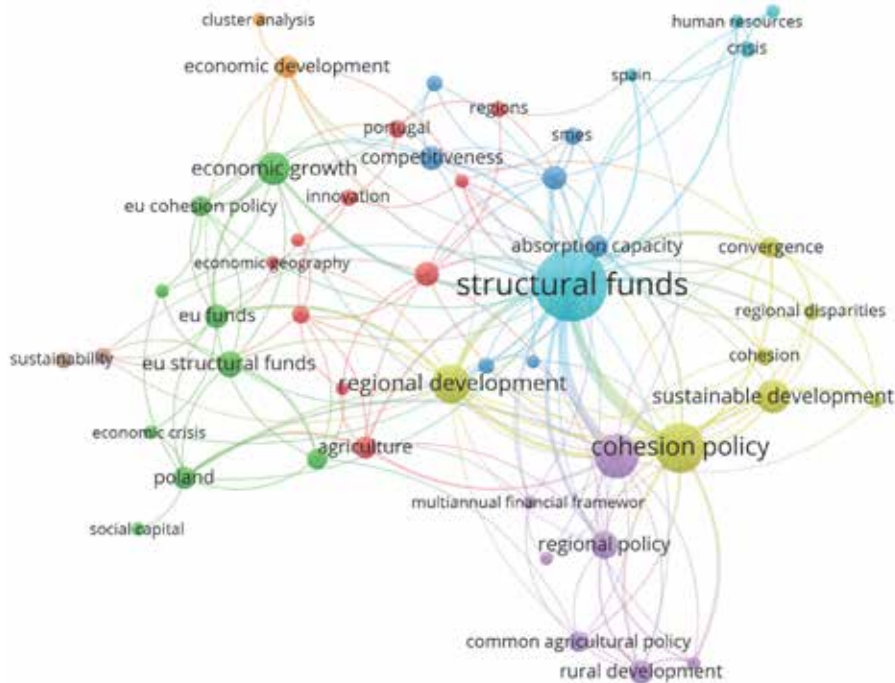 cluster analysis
human resources
crisis
economic development
spain
regions
portugal
smes
competitiveness
economic growth
innovation
eu cohesion policy
absorption capacity
convergence
economic geography
structural funds
eu funds
regional disparities
sustainability
eu structural funds
cohesion
regional development
sustainable development
economic crisis
agriculture
cohesion policy
poland
multiannual financial framewor
social capital
regional policy
common agricultural policy
rural development